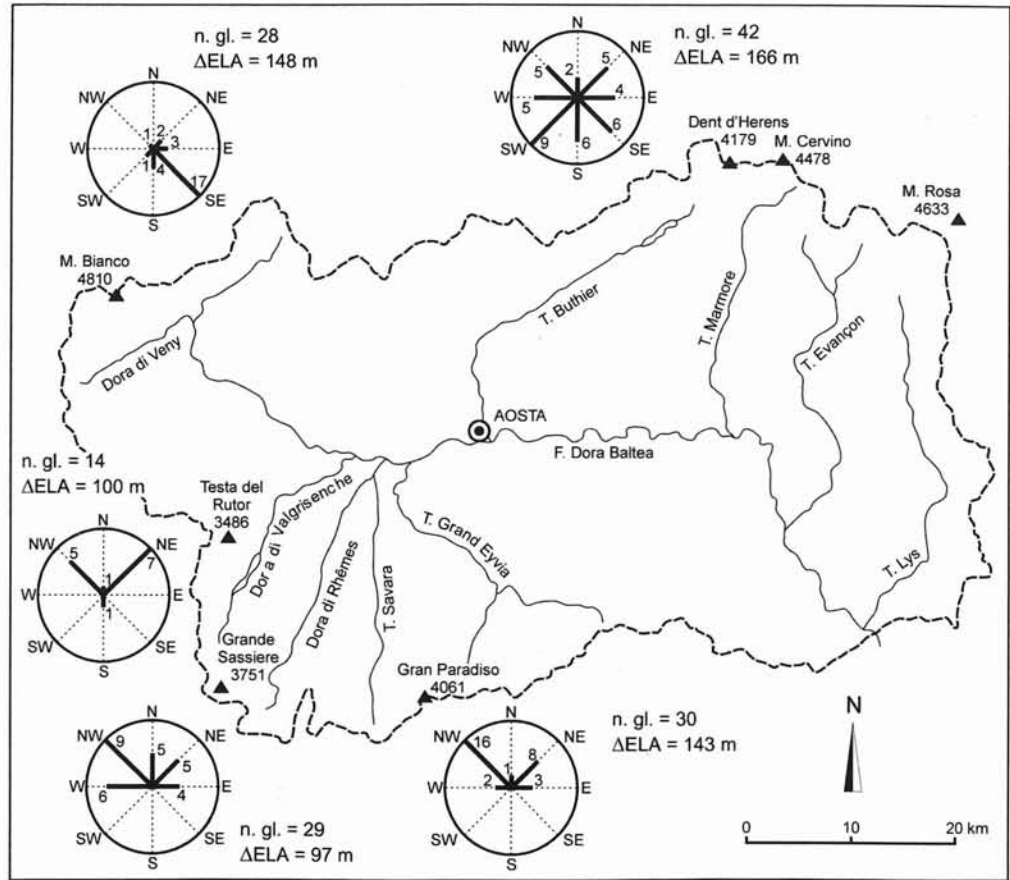 n. gl. = 28
ΔELA = 148 m
N
NW
NE
1
2
3
W
E
1
4
17
SW
SE
S
n. gl. = 42
ΔELA = 166 m
N
NW
NE
5
2
5
W
5
4
E
9
6
6
SW
SE
S
Dent d'Herens
4179
M. Cervino
4478
M. Rosa
4633
M. Bianco
4810
Dora di Veny
T. Buthier
T. Marmore
T. Evançon
AOSTA
F. Dora Baltea
T. Lys
n. gl. = 14
ΔELA = 100 m
N
NW
NE
5
7
1
W
E
1
SW
SE
S
Testa del
Rutor
3486
Dora di Valgrisenche
Dora di Rhêmes
T. Savara
T. Grand Eyvia
Grande
Sassiere
3751
Gran Paradiso
4061
N
NW
NE
9
5
5
W
E
6
4
SW
SE
S
n. gl. = 29
ΔELA = 97 m
N
NW
NE
16
8
1
W
2
3
E
SW
SE
S
n. gl. = 30
ΔELA = 143 m
N
0
10
20 km